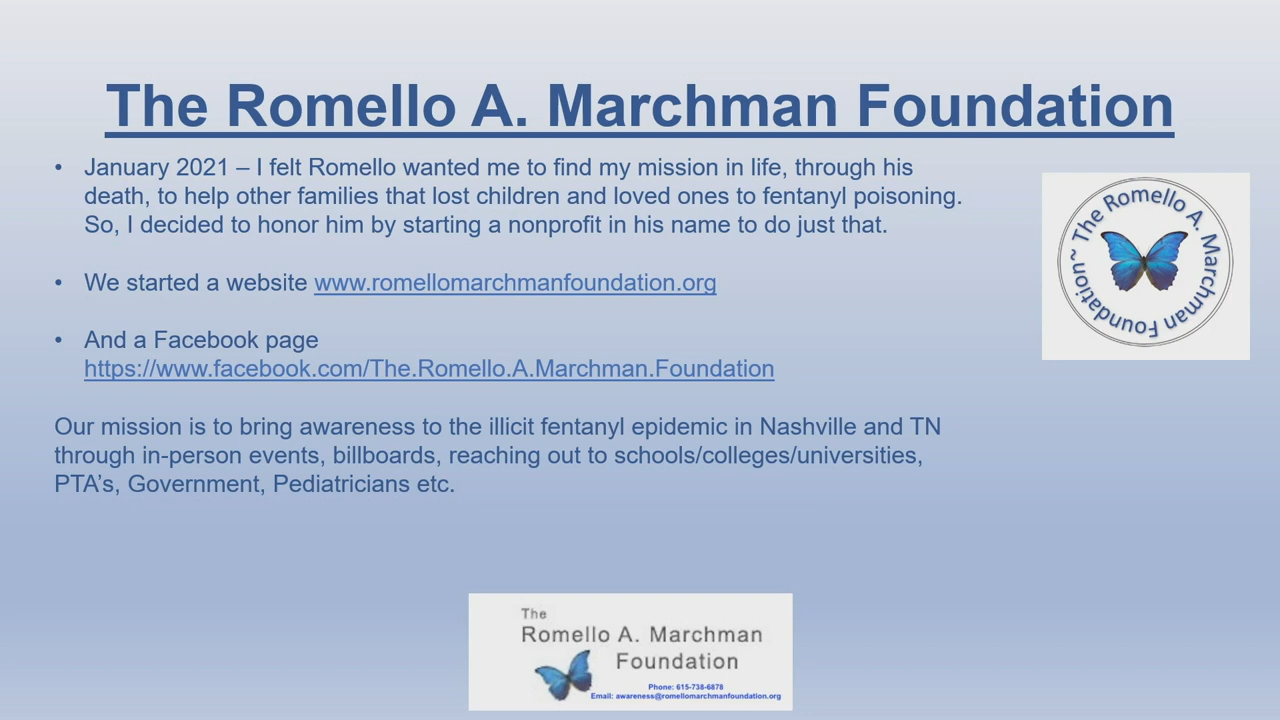 The Romello A. Marchman Foundation
• January 2021 – I felt Romello wanted me to find my mission in life, through his
death, to help other families that lost children and loved ones to fentanyl poisoning.
So, I decided to honor him by starting a nonprofit in his name to do just that.
• We started a website www.romellomarchmanfoundation.org
• And a Facebook page
https://www.facebook.com/The.Romello.A.Marchman.Foundation
Our mission is to bring awareness to the illicit fentanyl epidemic in Nashville and TN
through in-person events, billboards, reaching out to schools/colleges/universities,
PTA’s, Government, Pediatricians etc.
The Romello A. Marchman Foundation ~
The
Romello A. Marchman
Foundation
Phone: 615-738-6878
Email: awareness@romellomarchmanfoundation.org